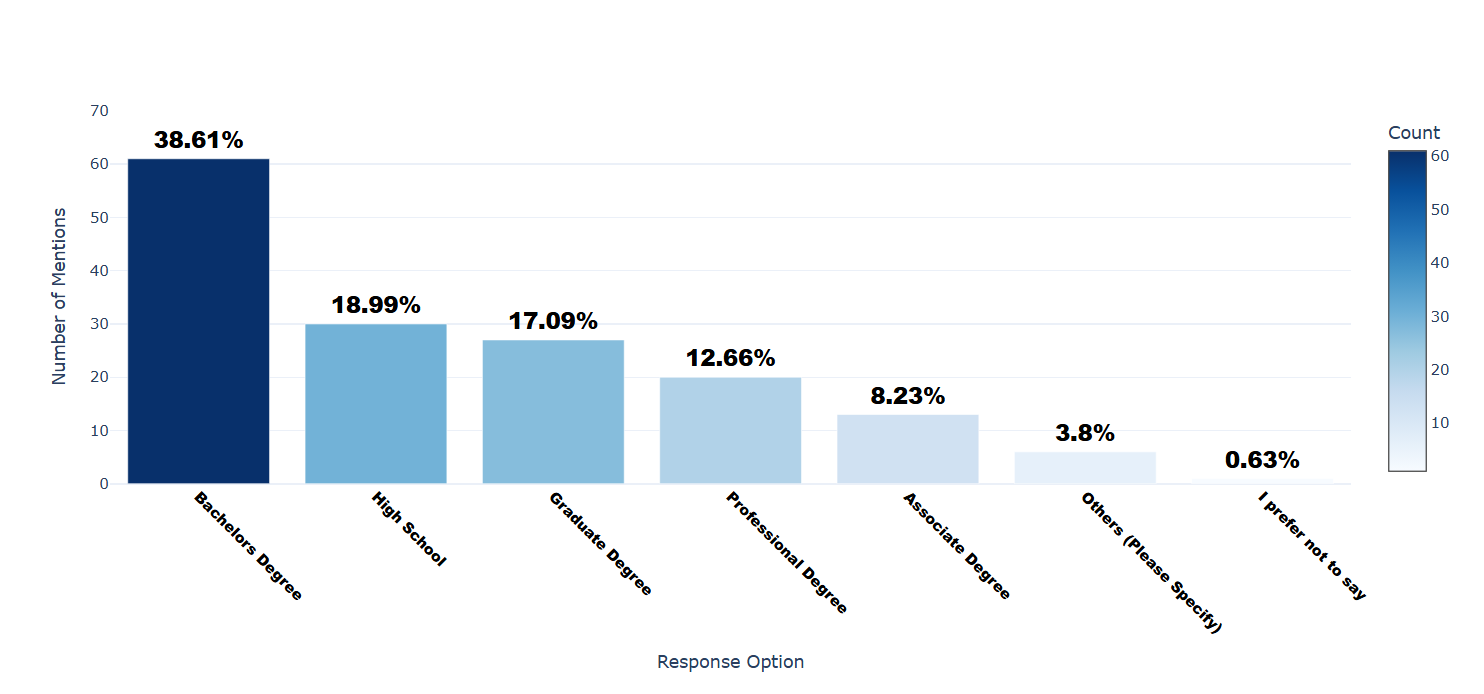 70
60
50
40
30
20
10
0
Number of Mentions
38.61%
18.99%
17.09%
12.66%
8.23%
3.8%
0.63%
Bachelors Degree
High School
Graduate Degree
Professional Degree
Associate Degree
Others (Please Specify)
I prefer not to say
Response Option
Count
60
50
40
30
20
10